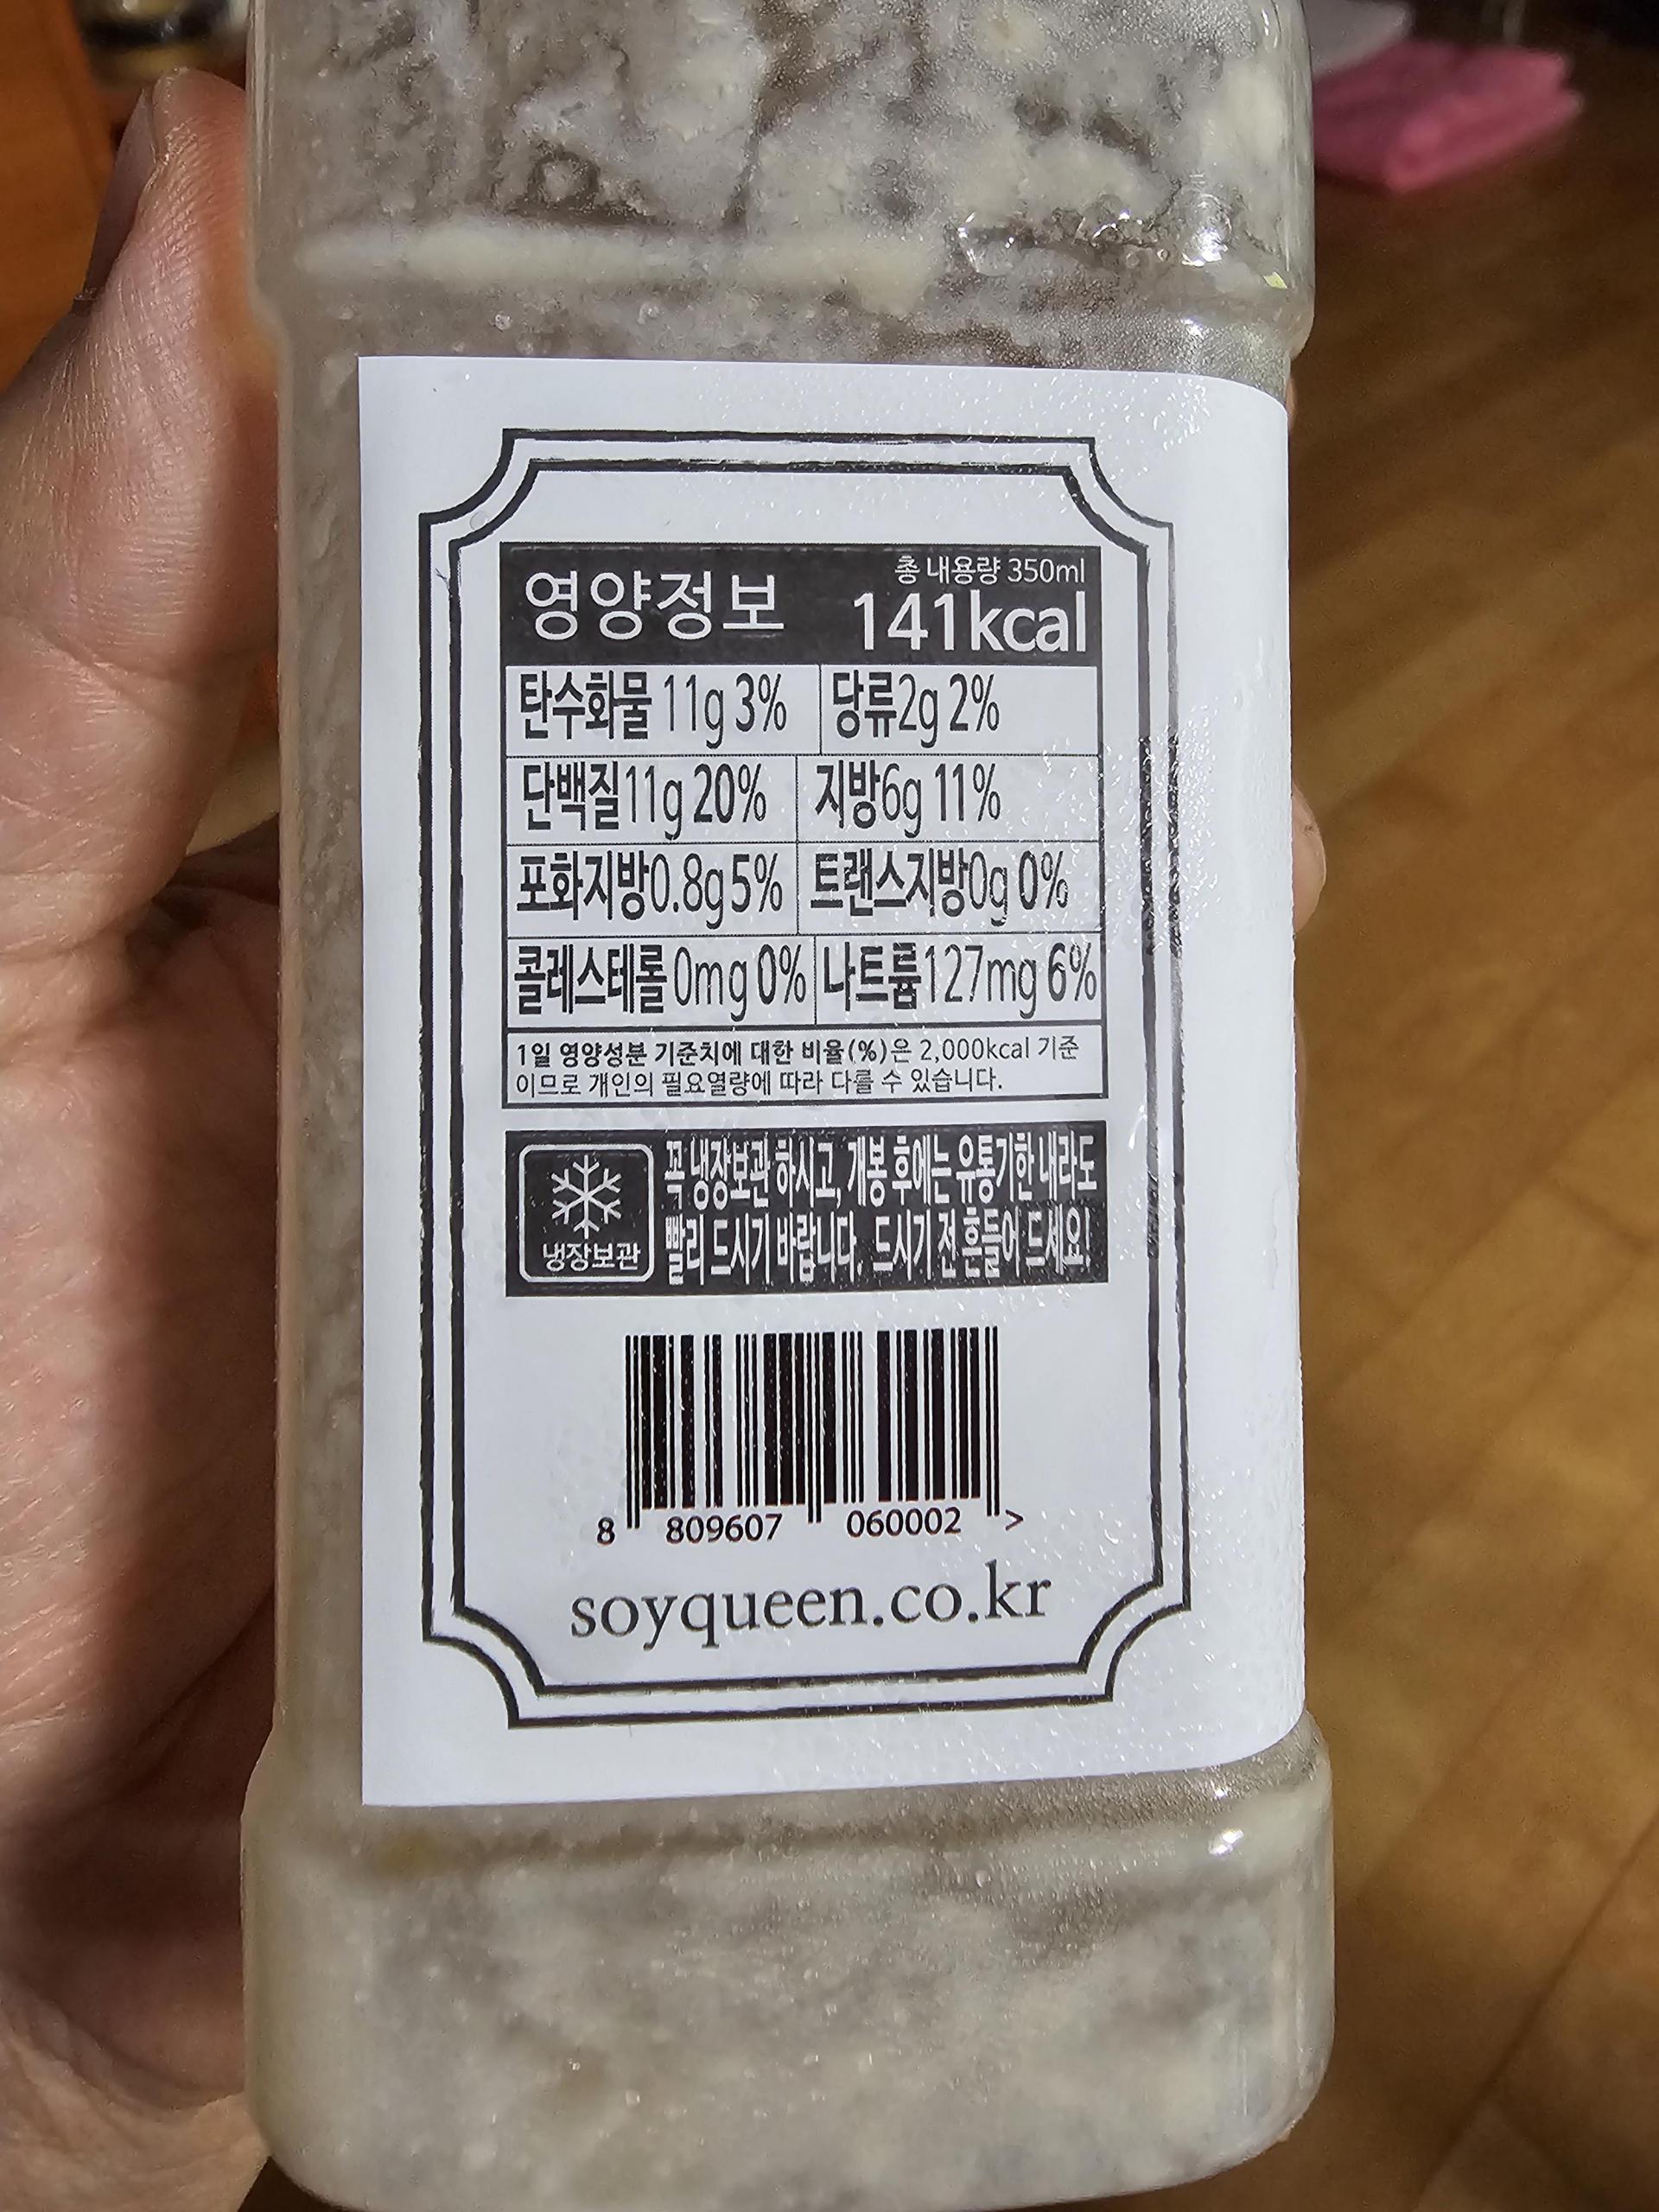 영양정보
총 내용량 350ml
141kcal
탄수화물 11g 3% 당류2g 2%
단백질11g 20% 지방6g 11%
포화지방0.8g5% 트랜스지방0g 0%
콜레스테롤 0mg 0% 나트륨127mg 6%
1일 영양성분 기준치에 대한 비율(%)은 2,000kcal 기준
이므로 개인의 필요열량에 따라 다를 수 있습니다.
냉장보관
꼭 냉장보관 하시고, 개봉 후에는 유통기한 내라도
빨리 드시기 바랍니다. 드시기 전 흔들어 드세요!
8 809607 060002 >
soyqueen.co.kr